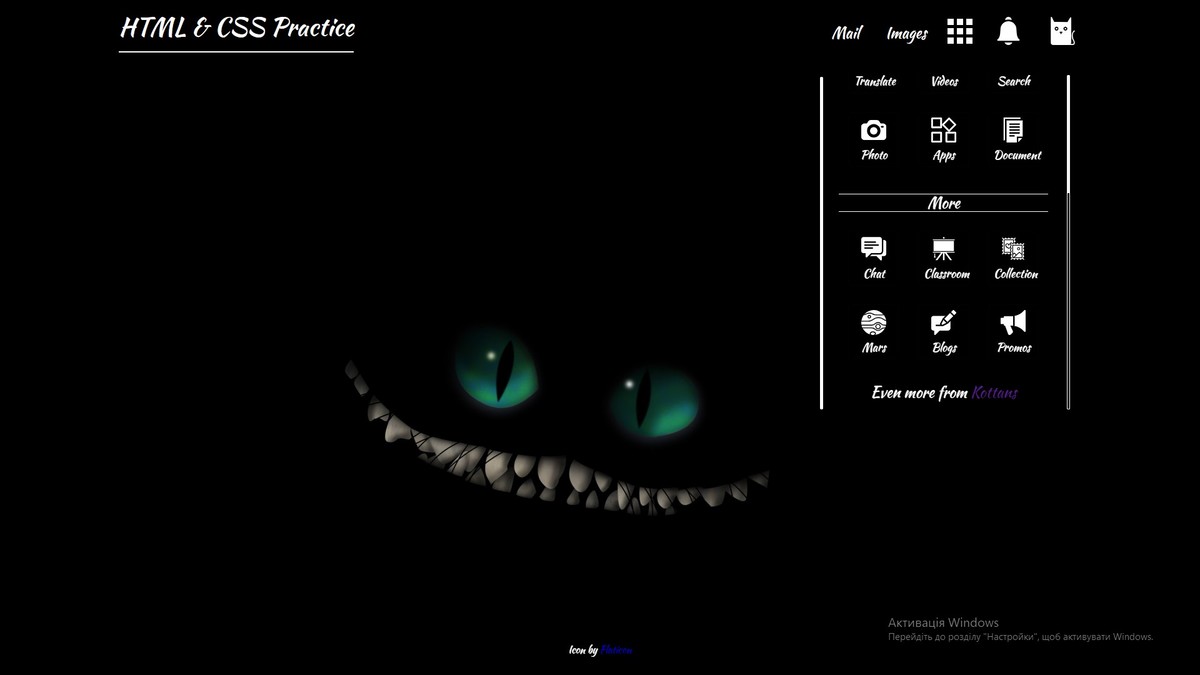 HTML & CSS Practice
Mail Images
Translate Videos Search
Photo Apps Document
More
Chat Classroom Collection
Mars Blogs Promos
Even more from Kottans
Активація Windows
Перейдіть до розділу "Настройки", щоб активувати Windows.
Icon by Flaticon